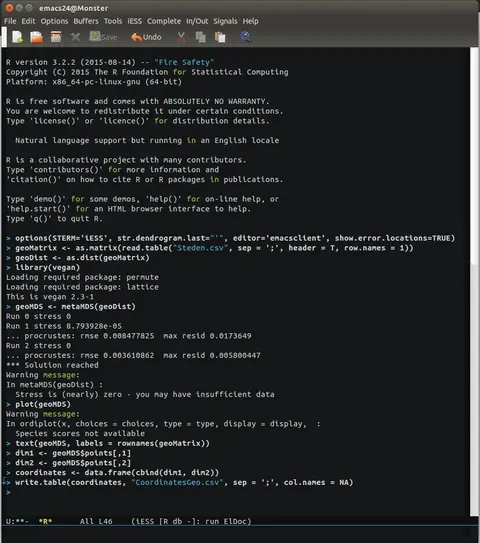 emacs24@Monster
File Edit Options Buffers Tools iESS Complete In/Out Signals Help
Save Undo
R version 3.2.2 (2015-08-14) -- "Fire Safety"
Copyright (C) 2015 The R Foundation for Statistical Computing
Platform: x86_64-pc-linux-gnu (64-bit)
R is free software and comes with ABSOLUTELY NO WARRANTY.
You are welcome to redistribute it under certain conditions.
Type 'license()' or 'licence()' for distribution details.
Natural language support but running in an English locale
R is a collaborative project with many contributors.
Type 'contributors()' for more information and
'citation()' on how to cite R or R packages in publications.
Type 'demo()' for some demos, 'help()' for on-line help, or
'help.start()' for an HTML browser interface to help.
Type 'q()' to quit R.
> options(STERM='iESS', str.dendrogram.last="'", editor='emacsclient', show.error.locations=TRUE)
> geoMatrix <- as.matrix(read.table("Steden.csv", sep = ';', header = T, row.names = 1))
> geoDist <- as.dist(geoMatrix)
> library(vegan)
Loading required package: permute
Loading required package: lattice
This is vegan 2.3-1
> geoMDS <- metaMDS(geoDist)
Run 0 stress 0
Run 1 stress 8.793928e-05
... procrustes: rmse 0.008477825  max resid 0.0173649
Run 2 stress 0
... procrustes: rmse 0.003610862  max resid 0.005800447
*** Solution reached
Warning message:
In metaMDS(geoDist) :
Stress is (nearly) zero - you may have insufficient data
> plot(geoMDS)
Warning message:
In ordiplot(x, choices = choices, type = type, display = display,  :
Species scores not available
> text(geoMDS, labels = rownames(geoMatrix))
> dim1 <- geoMDS$points[,1]
> dim2 <- geoMDS$points[,2]
> coordinates <- data.frame(cbind(dim1, dim2))
> write.table(coordinates, "CoordinatesGeo.csv", sep = ';', col.names = NA)
>
U:**-  *R*      All L46    (iESS [R db -]: run ElDoc)